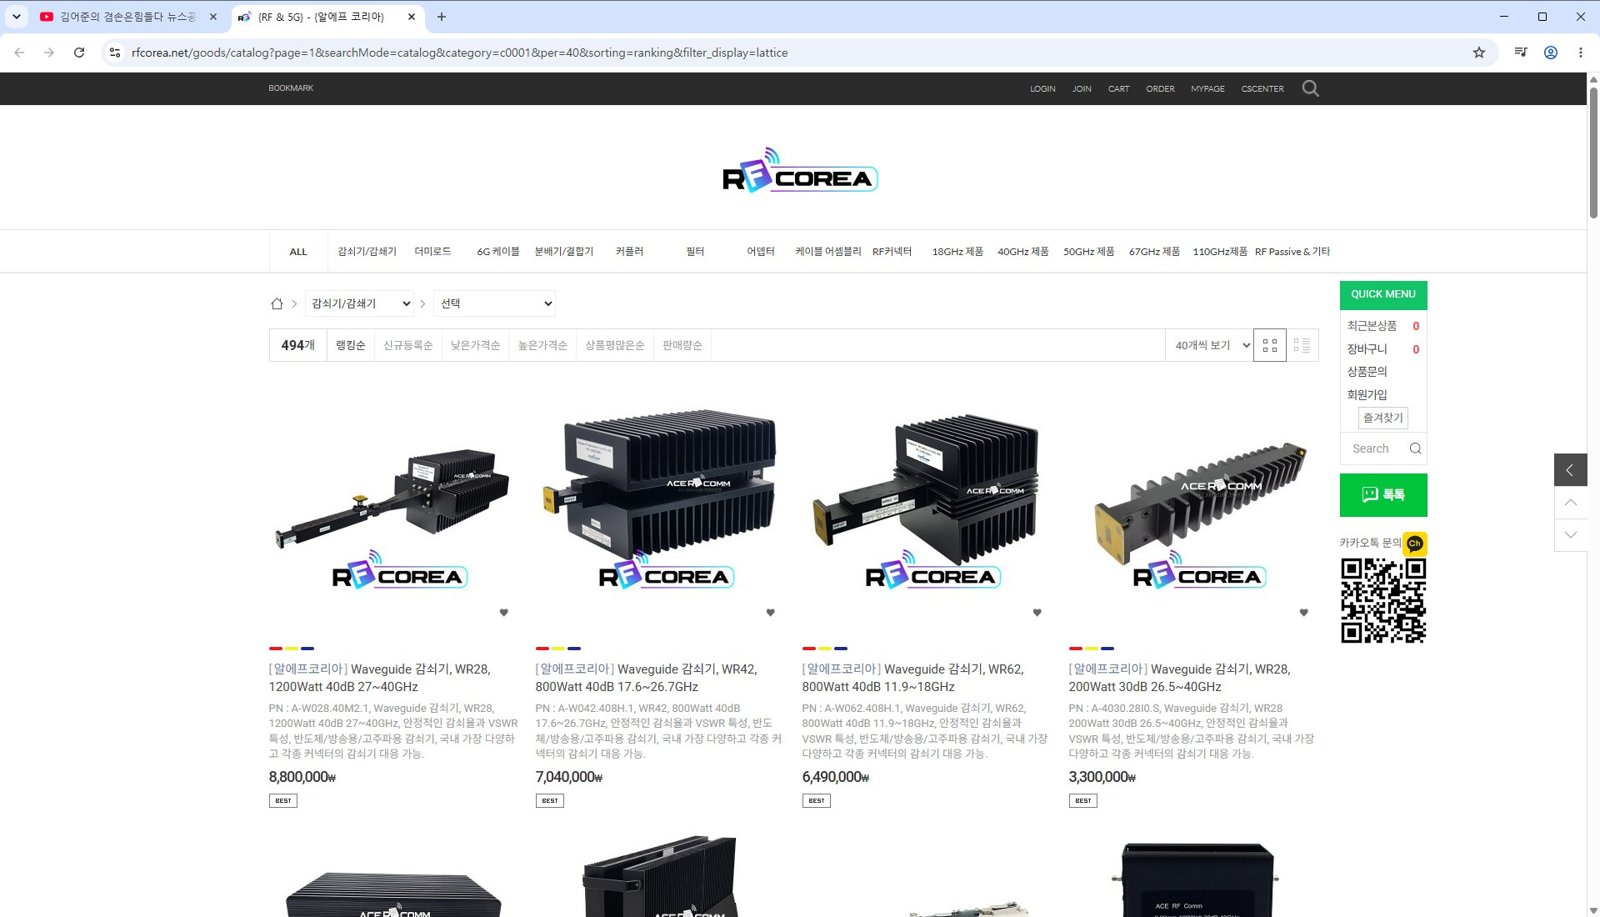 김어준의 겸손은힘들다 뉴스공
{RF & 5G} - {알에프 코리아}
rfcorea.net/goods/catalog?page=1&searchMode=catalog&category=c0001&per=40&sorting=ranking&filter_display=lattice
BOOKMARK
LOGIN JOIN CART ORDER MYPAGE CSCENTER
RF COREA
ALL 감쇠기/감쇄기 더미로드 6G 케이블 분배기/결합기 커플러 필터 어뎁터 케이블 어셈블리 RF커넥터 18GHz 제품 40GHz 제품 50GHz 제품 67GHz 제품 110GHz제품 RF Passive & 기타
감쇠기/감쇄기 선택
494개 랭킹순 신규등록순 낮은가격순 높은가격순 상품평많은순 판매량순 40개씩 보기
QUICK MENU
최근본상품 0
장바구니 0
상품문의
회원가입
즐겨찾기
Search
톡톡
카카오톡 문의 Ch
ACE RF COMM
RF COREA
ACE RF COMM
RF COREA
ACE RF COMM
RF COREA
ACE RF COMM
RF COREA
[알에프코리아] Waveguide 감쇠기, WR28,
1200Watt 40dB 27~40GHz
PN : A-W028.40M2.1, Waveguide 감쇠기, WR28,
1200Watt 40dB 27~40GHz, 안정적인 감쇠율과 VSWR
특성, 반도체/방송용/고주파용 감쇠기, 국내 가장 다양하
고 각종 커넥터의 감쇠기 대응 가능.
8,800,000₩
BEST
[알에프코리아] Waveguide 감쇠기, WR42,
800Watt 40dB 17.6~26.7GHz
PN : A-W042.408H.1, WR42, 800Watt 40dB
17.6~26.7GHz, 안정적인 감쇠율과 VSWR 특성, 반도
체/방송용/고주파용 감쇠기, 국내 가장 다양하고 각종 커
넥터의 감쇠기 대응 가능.
7,040,000₩
BEST
[알에프코리아] Waveguide 감쇠기, WR62,
800Watt 40dB 11.9~18GHz
PN : A-W062.408H.1, Waveguide 감쇠기, WR62,
800Watt 40dB 11.9~18GHz, 안정적인 감쇠율과
VSWR 특성, 반도체/방송용/고주파용 감쇠기, 국내 가장
다양하고 각종 커넥터의 감쇠기 대응 가능.
6,490,000₩
BEST
[알에프코리아] Waveguide 감쇠기, WR28,
200Watt 30dB 26.5~40GHz
PN : A-4030.28I0.S, Waveguide 감쇠기, WR28
200Watt 30dB 26.5~40GHz, 안정적인 감쇠율과 VSWR
특성, 반도체/방송용/고주파용 감쇠기, 국내 가장 다양하
고 각종 커넥터의 감쇠기 대응 가능.
3,300,000₩
BEST
ACE RF COMM
ACE RF COMM
ACE RF Comm